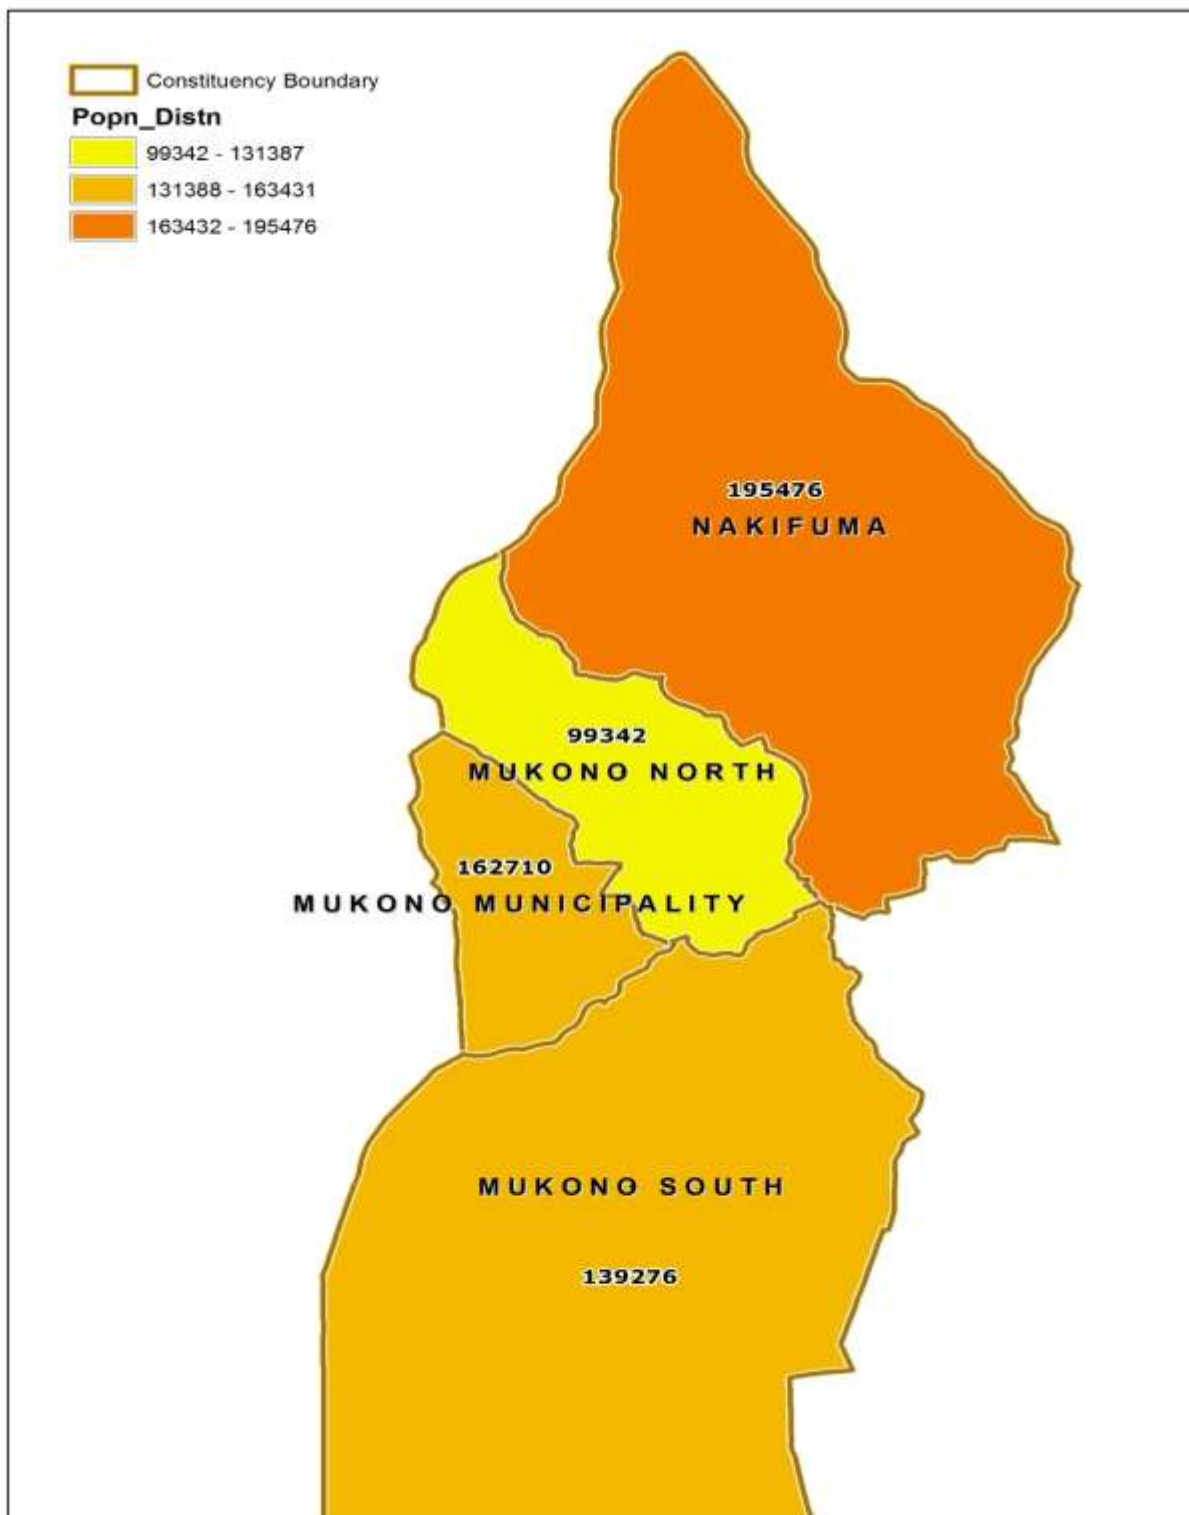 Constituency Boundary
Popn_Distn
99342 - 131387
131388 - 163431
163432 - 195476
195476
NAKIFUMA
99342
MUKONO NORTH
162710
MUKONO MUNICIPALITY
MUKONO SOUTH
139276